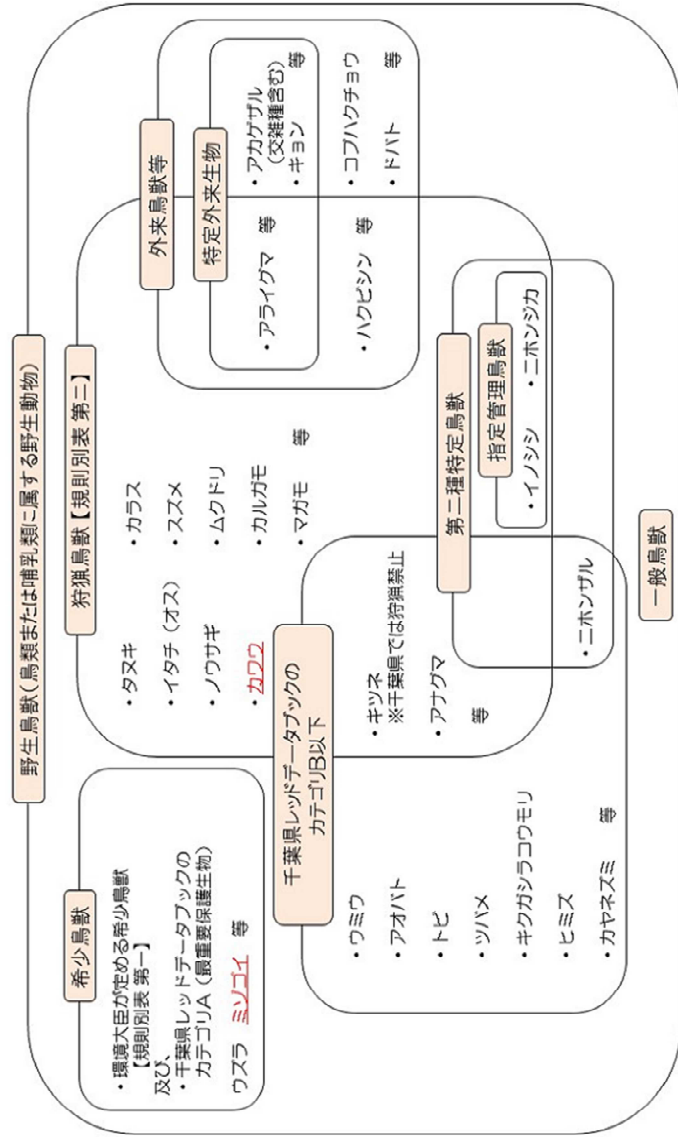 野生鳥獣(鳥類または哺乳類に属する野生動物)
希少鳥獣
・環境大臣が定める希少鳥獣
【規則別表 第一】
及び、
・千葉県レッドデータブックの
カテゴリA(最重要保護生物)
ウズラ ミゾゴイ 等
狩猟鳥獣【規則別表 第二】
・タヌキ
・イタチ(オス)
・ノウサギ
・カワウ
・カラス
・スズメ
・ムクドリ
・カルガモ
・マガモ 等
外来鳥獣等
特定外来生物
・アライグマ 等
・アカゲザル
(交雑種含む)
・キョン 等
・ハクビシン 等
・コブハクチョウ
・ドバト 等
千葉県レッドデータブックの
カテゴリB以下
・ウミウ
・アオバト
・トビ
・ツバメ
・キクガシラコウモリ
・ヒミズ
・カヤネズミ 等
・キツネ
※千葉県では狩猟禁止
・アナグマ
等
第二種特定鳥獣
指定管理鳥獣
・イノシシ ・ニホンジカ
・ニホンザル
一般鳥獣